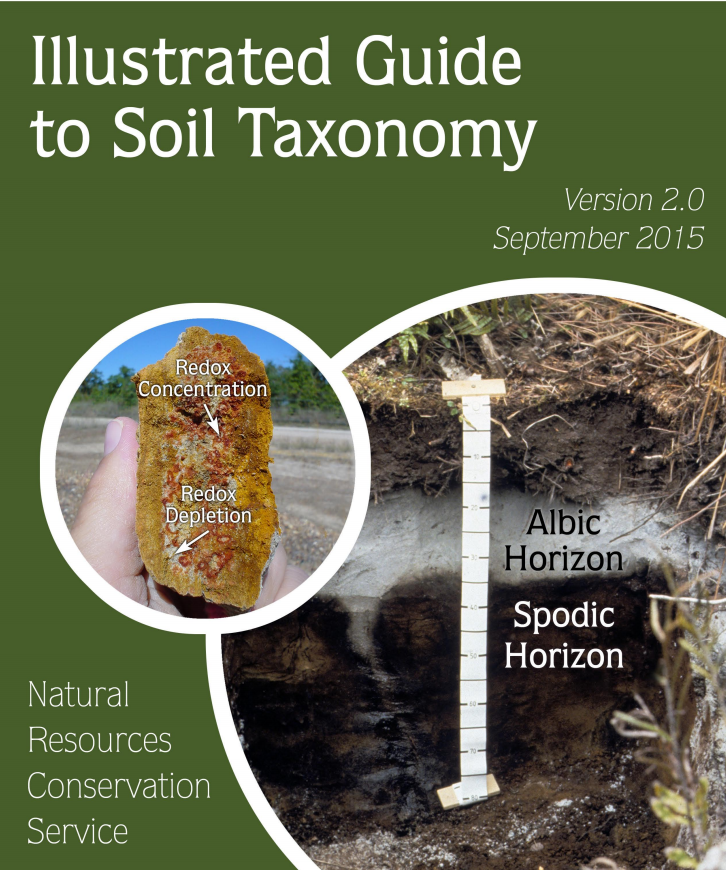 Illustrated Guide
to Soil Taxonomy
Version 2.0
September 2015
Redox
Concentration
Redox
Depletion
Albic
Horizon
Spodic
Horizon
Natural
Resources
Conservation
Service